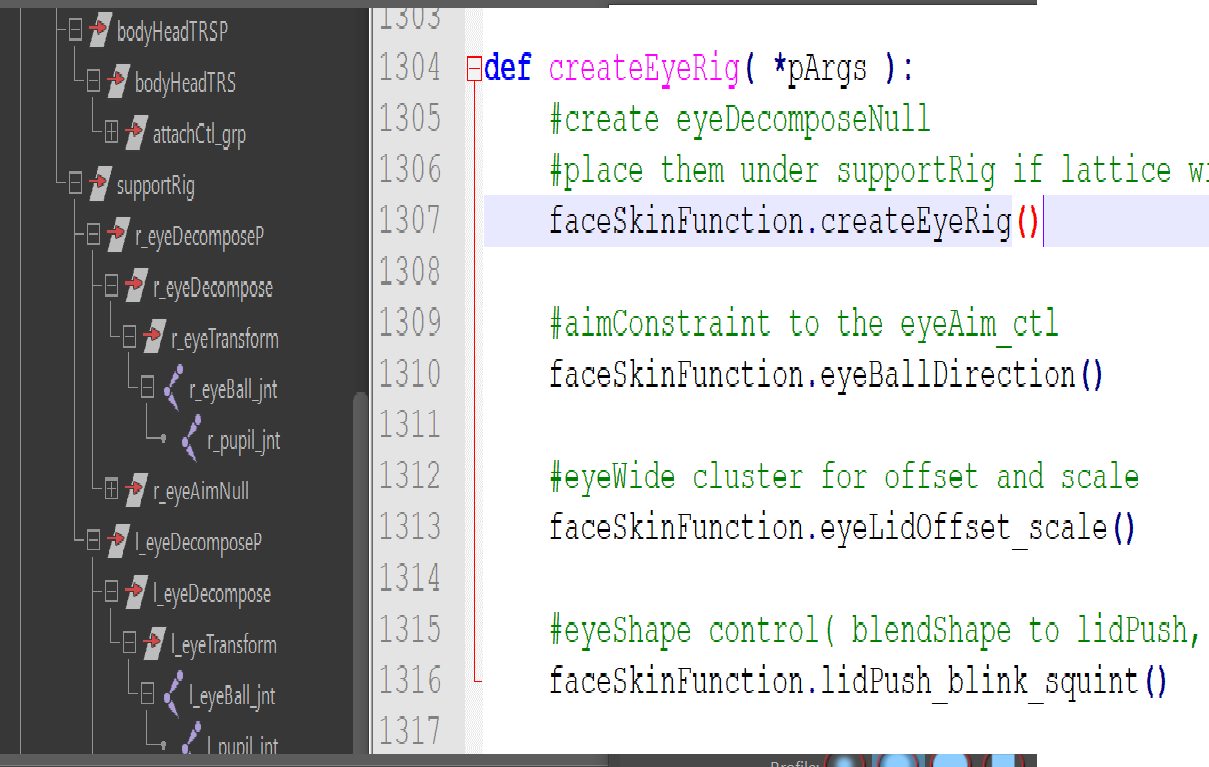 bodyHeadTRSP
bodyHeadTRS
attachCtl_grp
supportRig
r_eyeDecomposeP
r_eyeDecompose
r_eyeTransform
r_eyeBall_jnt
r_pupil_jnt
r_eyeAimNull
l_eyeDecomposeP
l_eyeDecompose
l_eyeTransform
l_eyeBall_jnt
l_pupil_jnt
1303
1304 def createEyeRig( *pArgs ):
1305 #create eyeDecomposeNull
1306 #place them under supportRig if lattice
1307 faceSkinFunction.createEyeRig()
1308
1309 #aimConstraint to the eyeAim_ctl
1310 faceSkinFunction.eyeBallDirection()
1311
1312 #eyeWide cluster for offset and scale
1313 faceSkinFunction.eyeLidOffset_scale()
1314
1315 #eyeShape control( blendShape to lidPush,
1316 faceSkinFunction.lidPush_blink_squint()
1317
Profile: